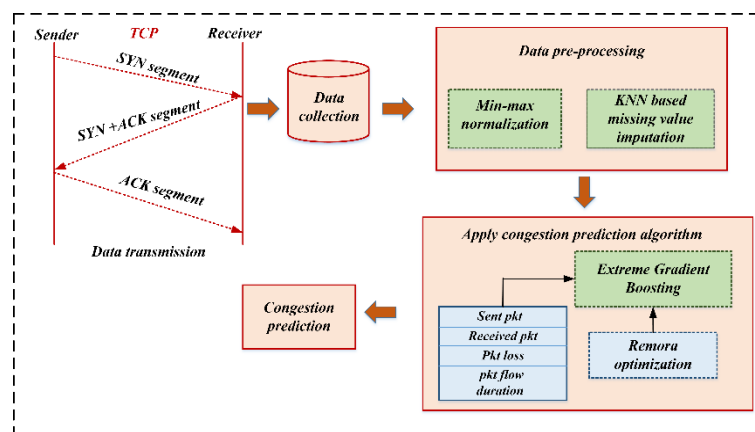 Sender
TCP
Receiver
SYN segment
SYN +ACK segment
ACK segment
Data transmission
Data
collection
Data pre-processing
Min-max
normalization
KNN based
missing value
imputation
Apply congestion prediction algorithm
Extreme Gradient
Boosting
Sent pkt
Received pkt
Pkt loss
pkt flow
duration
Remora
optimization
Congestion
prediction